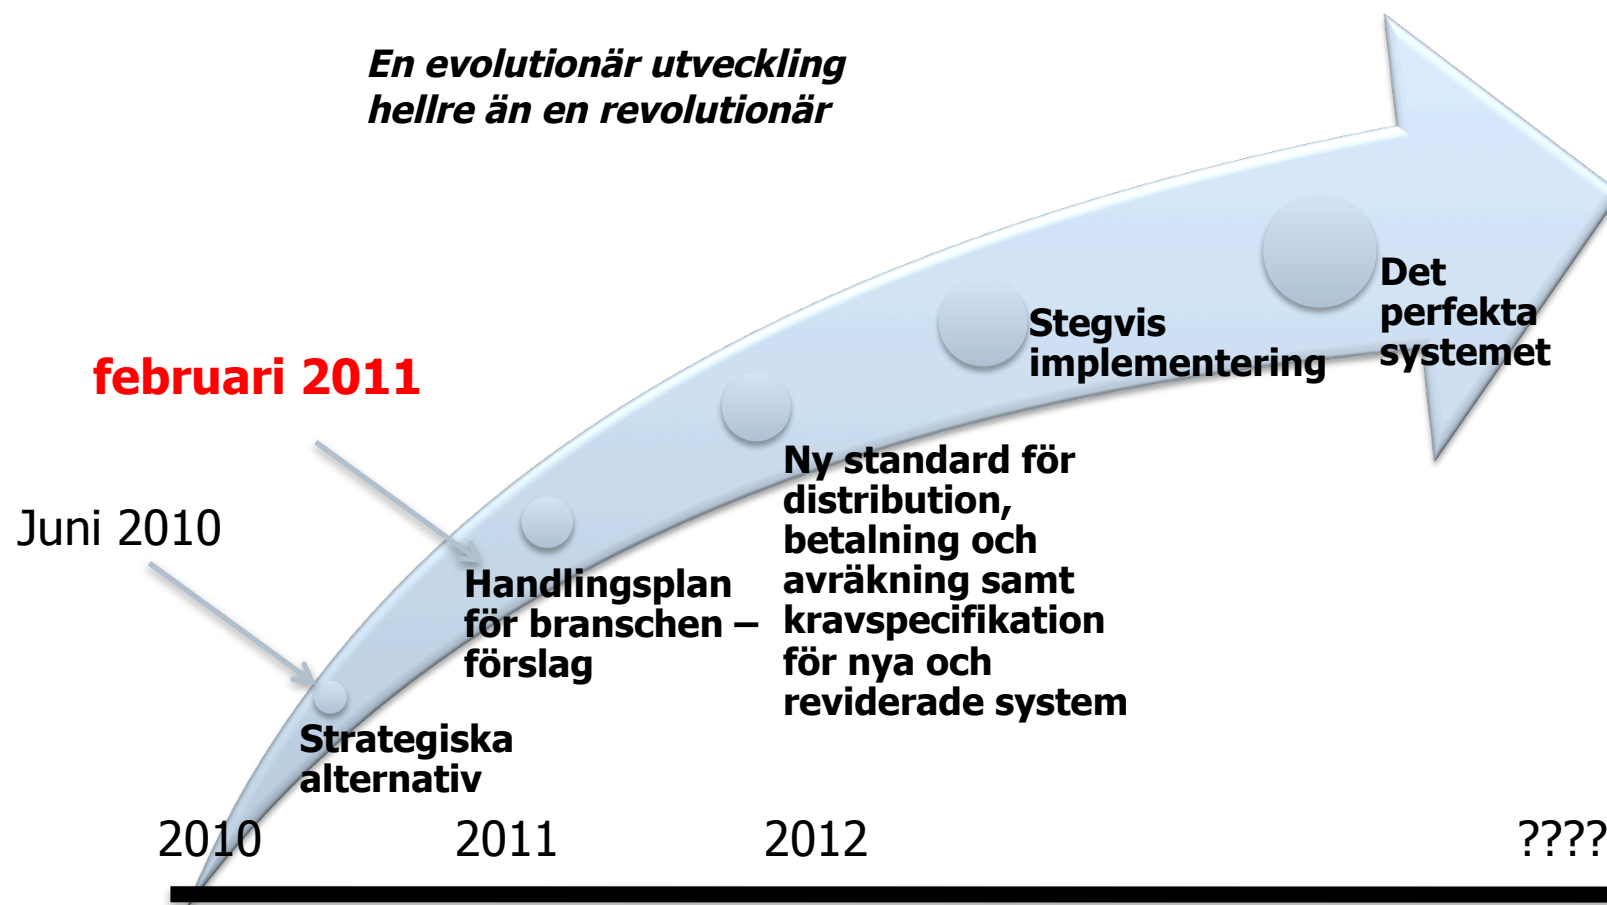 En evolutionär utveckling
hellre än en revolutionär
februari 2011
Juni 2010
Strategiska
alternativ
Handlingsplan
för branschen –
förslag
Ny standard för
distribution,
betalning och
avräkning samt
kravspecifikation
för nya och
reviderade system
Stegvis
implementering
Det
perfekta
systemet
2010
2011
2012
????